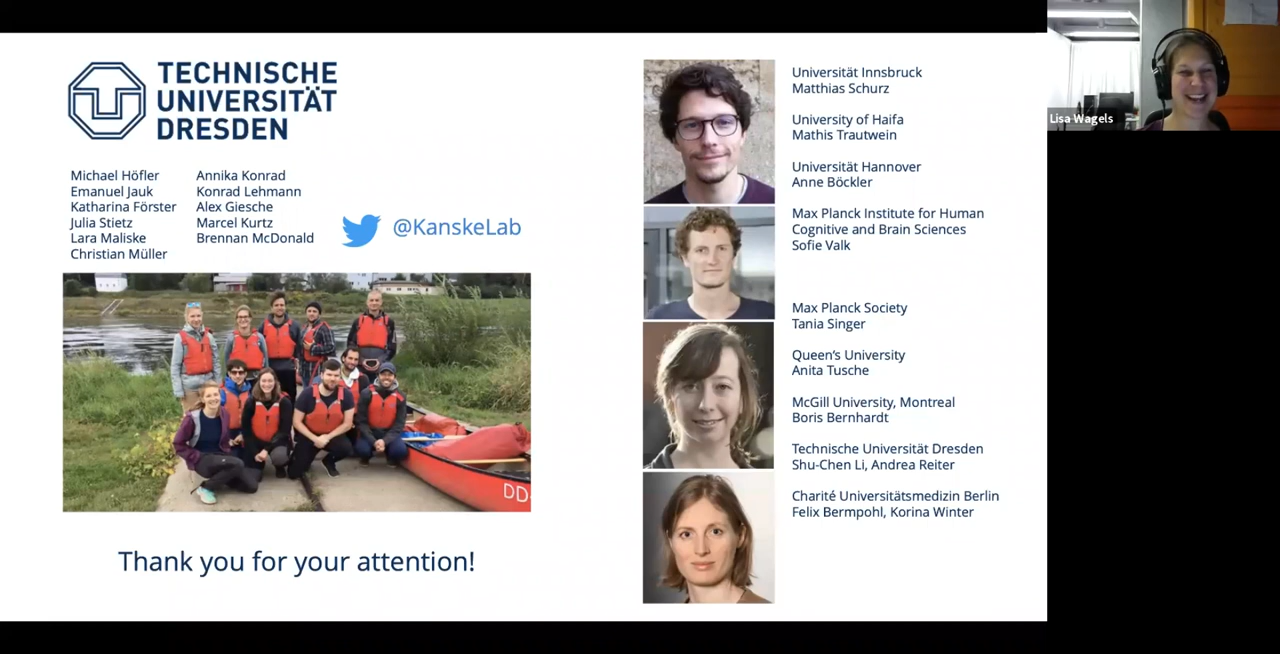 TECHNISCHE
UNIVERSITÄT
DRESDEN
Michael Höfler
Emanuel Jauk
Katharina Förster
Julia Stietz
Lara Maliske
Christian Müller
Annika Konrad
Konrad Lehmann
Alex Giesche
Marcel Kurtz
Brennan McDonald
@KanskeLab
DD
Thank you for your attention!
Universität Innsbruck
Matthias Schurz
University of Haifa
Mathis Trautwein
Universität Hannover
Anne Böckler
Max Planck Institute for Human
Cognitive and Brain Sciences
Sofie Valk
Max Planck Society
Tania Singer
Queen's University
Anita Tusche
McGill University, Montreal
Boris Bernhardt
Technische Universität Dresden
Shu-Chen Li, Andrea Reiter
Charité Universitätsmedizin Berlin
Felix Bermpohl, Korina Winter
Lisa Wagels